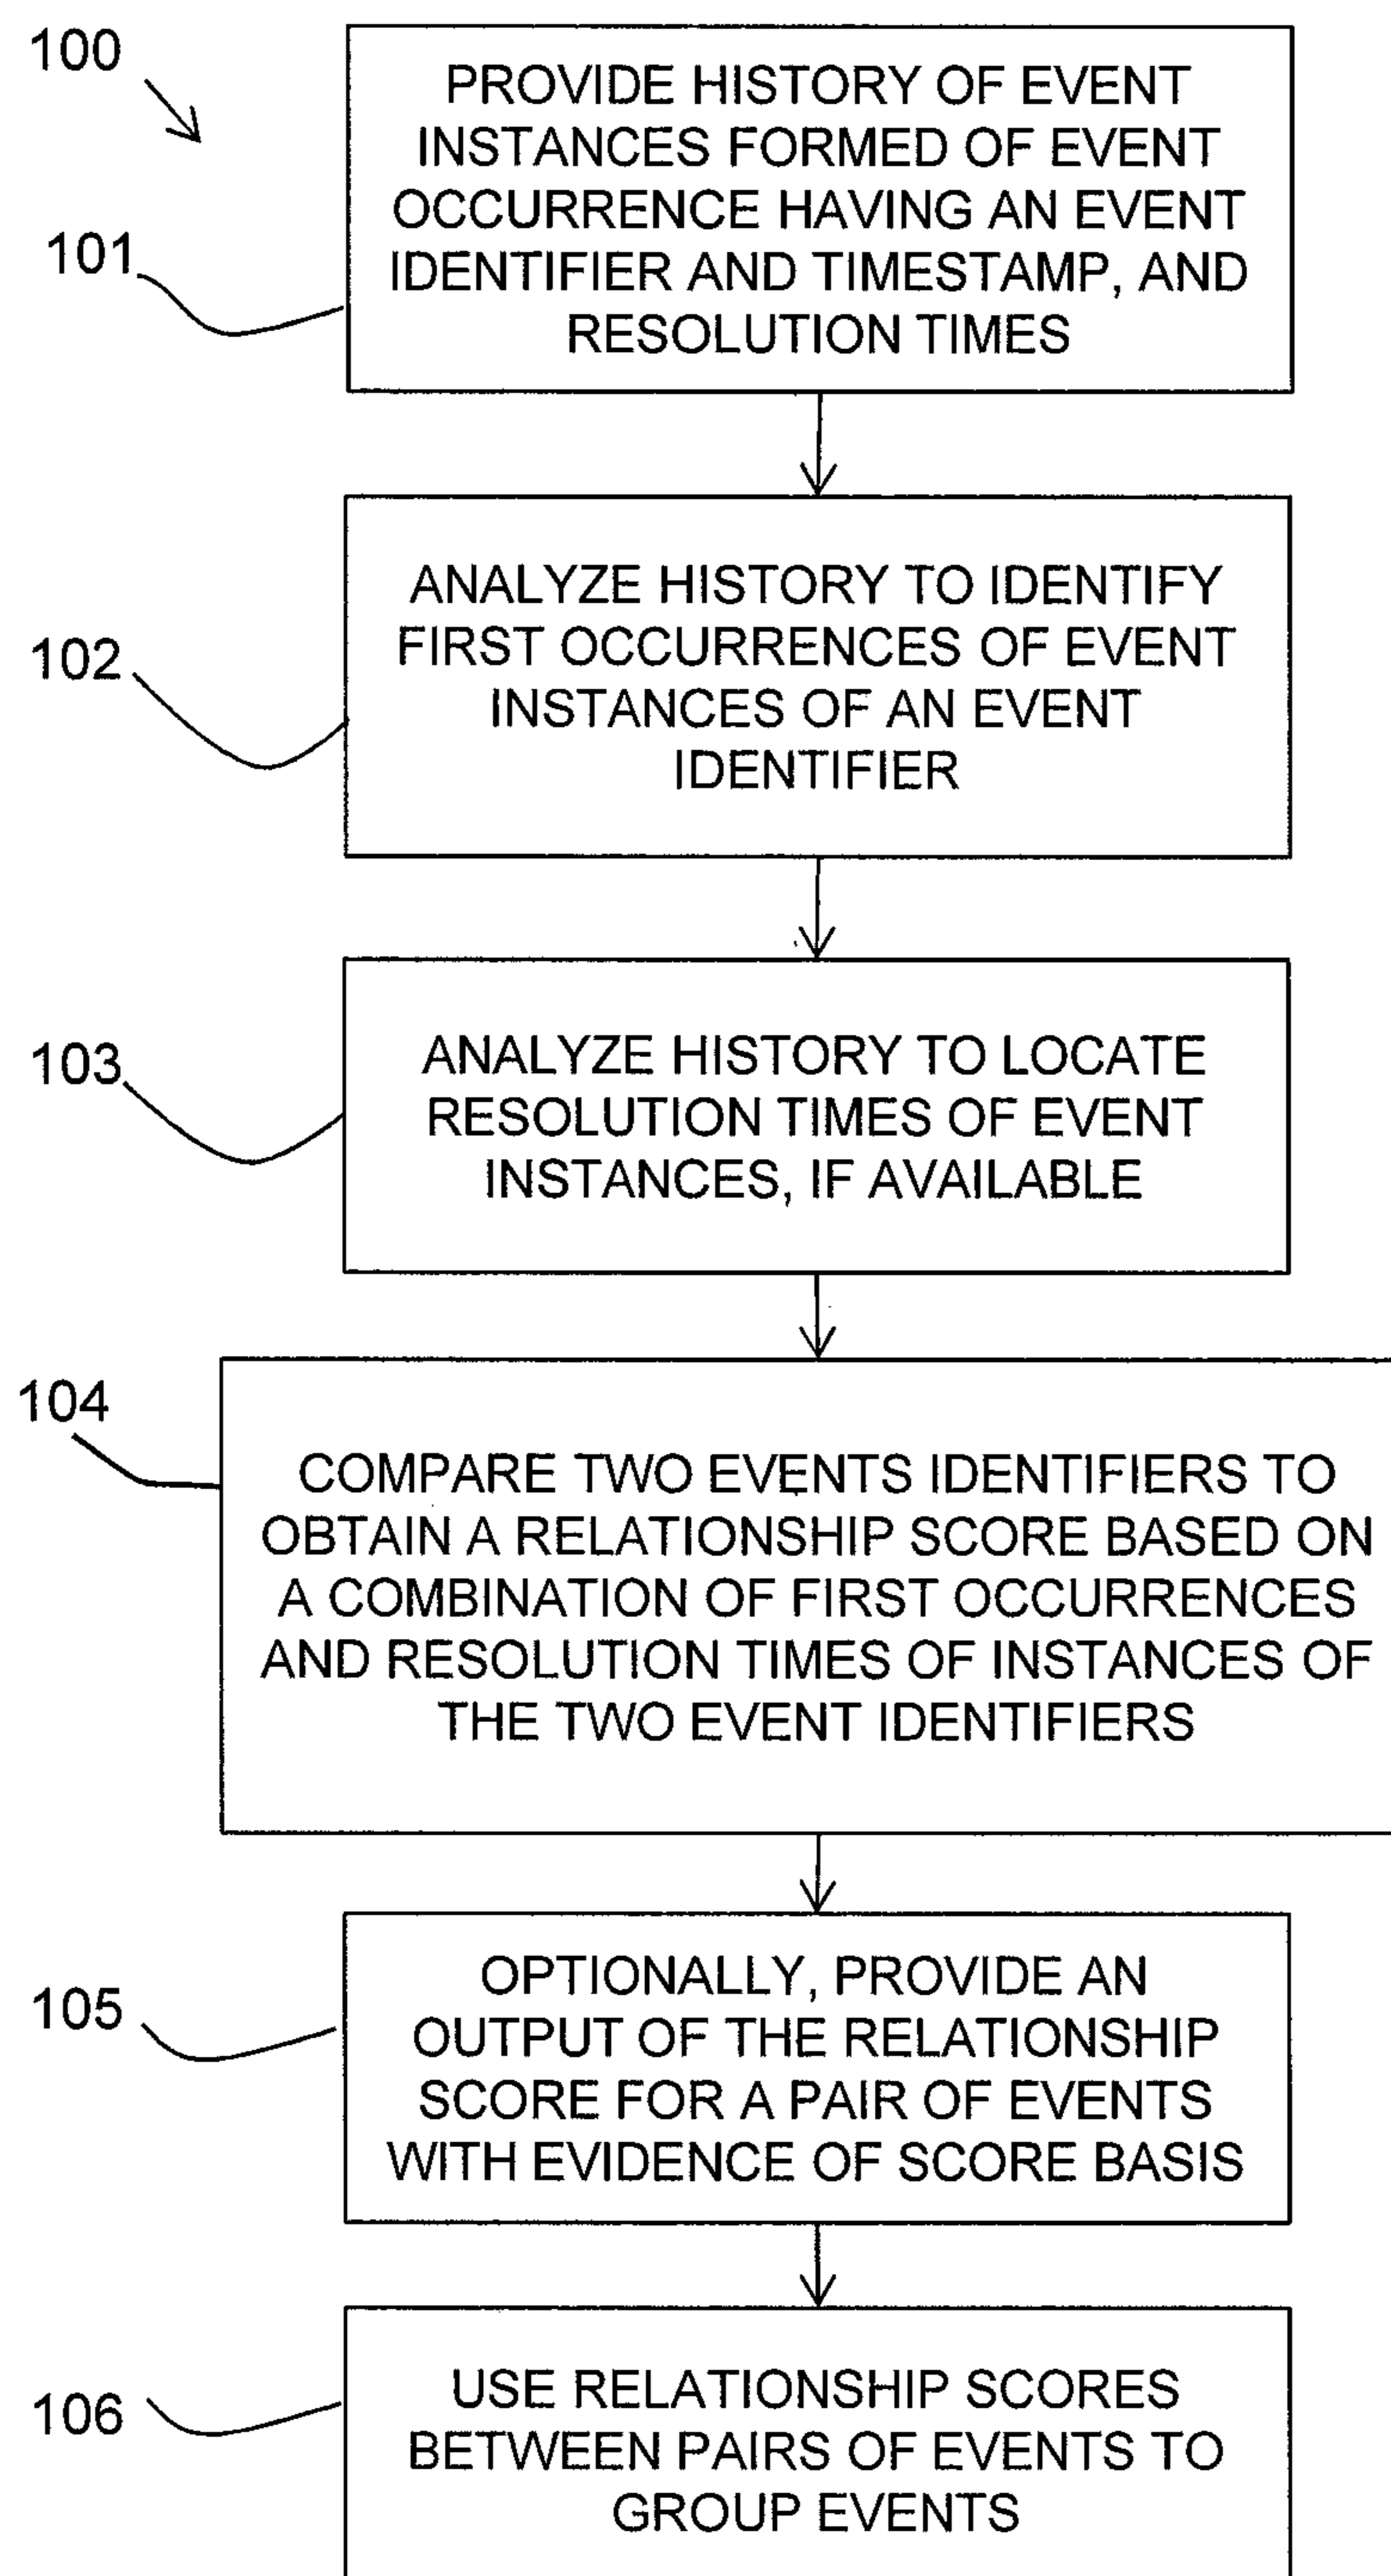 100
PROVIDE HISTORY OF EVENT
INSTANCES FORMED OF EVENT
OCCURRENCE HAVING AN EVENT
IDENTIFIER AND TIMESTAMP, AND
RESOLUTION TIMES
101
ANALYZE HISTORY TO IDENTIFY
FIRST OCCURRENCES OF EVENT
INSTANCES OF AN EVENT
IDENTIFIER
102
ANALYZE HISTORY TO LOCATE
RESOLUTION TIMES OF EVENT
INSTANCES, IF AVAILABLE
103
104
COMPARE TWO EVENTS IDENTIFIERS TO
OBTAIN A RELATIONSHIP SCORE BASED ON
A COMBINATION OF FIRST OCCURRENCES
AND RESOLUTION TIMES OF INSTANCES OF
THE TWO EVENT IDENTIFIERS
105
OPTIONALLY, PROVIDE AN
OUTPUT OF THE RELATIONSHIP
SCORE FOR A PAIR OF EVENTS
WITH EVIDENCE OF SCORE BASIS
106
USE RELATIONSHIP SCORES
BETWEEN PAIRS OF EVENTS TO
GROUP EVENTS